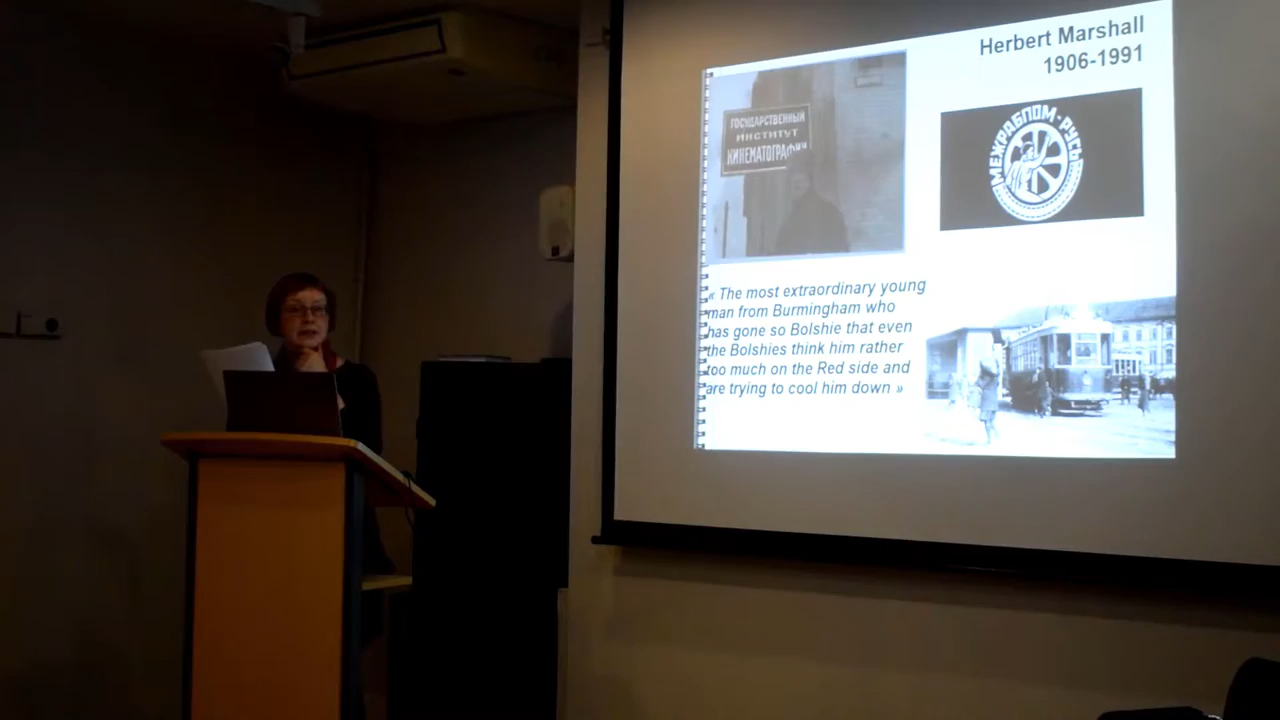 Herbert Marshall
1906-1991
ГОСУДАРСТВЕННЫЙ
ИНСТИТУТ
КИНЕМАТОГРАФИИ
МЕЖРАБПОМ-РУСЬ
« The most extraordinary young
man from Burmingham who
has gone so Bolshie that even
the Bolshies think him rather
too much on the Red side and
are trying to cool him down »